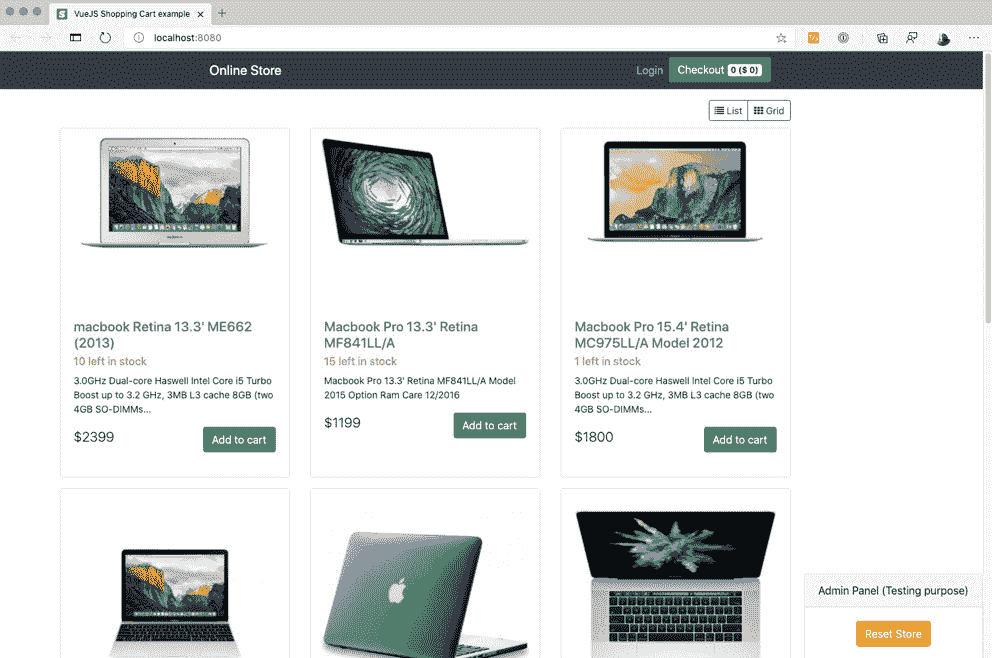 VueJS Shopping Cart example
localhost:8080
Online Store
Login
Checkout 0 ($ 0)
List
Grid
macbook Retina 13.3' ME662
(2013)
10 left in stock
3.0GHz Dual-core Haswell Intel Core i5 Turbo
Boost up to 3.2 GHz, 3MB L3 cache 8GB (two
4GB SO-DIMMs...
$2399
Add to cart
Macbook Pro 13.3' Retina
MF841LL/A
15 left in stock
Macbook Pro 13.3' Retina MF841LL/A Model
2015 Option Ram Care 12/2016
$1199
Add to cart
Macbook Pro 15.4' Retina
MC975LL/A Model 2012
1 left in stock
3.0GHz Dual-core Haswell Intel Core i5 Turbo
Boost up to 3.2 GHz, 3MB L3 cache 8GB (two
4GB SO-DIMMs...
$1800
Add to cart
Admin Panel (Testing purpose)
Reset Store